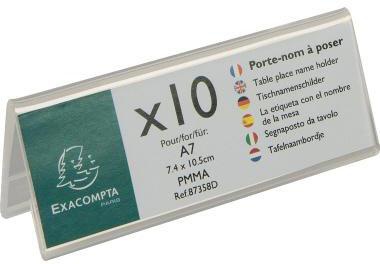 EXACOMPTA
PAPIRO
x10
Pour/for/für:
A7
7.4 x 10.5cm
PMMA
Ref.87358D
Porte-nom à poser
Table place name holder
Tischnamenschilder
La etiqueta con el nombre
de la mesa
Segnaposto da tavolo
Tafelnaambordje